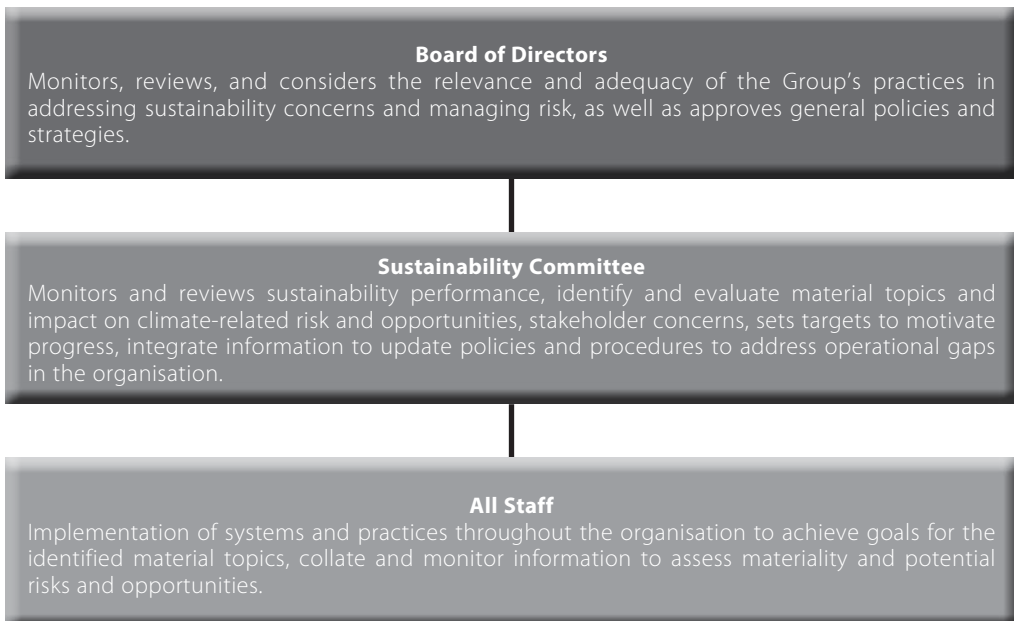 Board of Directors
Monitors, reviews, and considers the relevance and adequacy of the Group’s practices in
addressing sustainability concerns and managing risk, as well as approves general policies and
strategies.
Sustainability Committee
Monitors and reviews sustainability performance, identify and evaluate material topics and
impact on climate-related risk and opportunities, stakeholder concerns, sets targets to motivate
progress, integrate information to update policies and procedures to address operational gaps
in the organisation.
All Staff
Implementation of systems and practices throughout the organisation to achieve goals for the
identified material topics, collate and monitor information to assess materiality and potential
risks and opportunities.